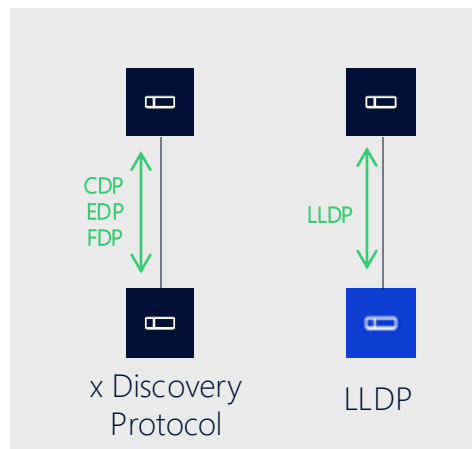 CDP
EDP
FDP
LLDP
x Discovery
Protocol
LLDP